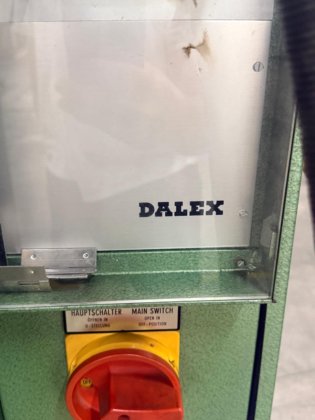 DALEX
HAUPTSCHALTER MAIN SWITCH
ÖFFNEN IN OPEN IN
0-STELLUNG OFF-POSITION